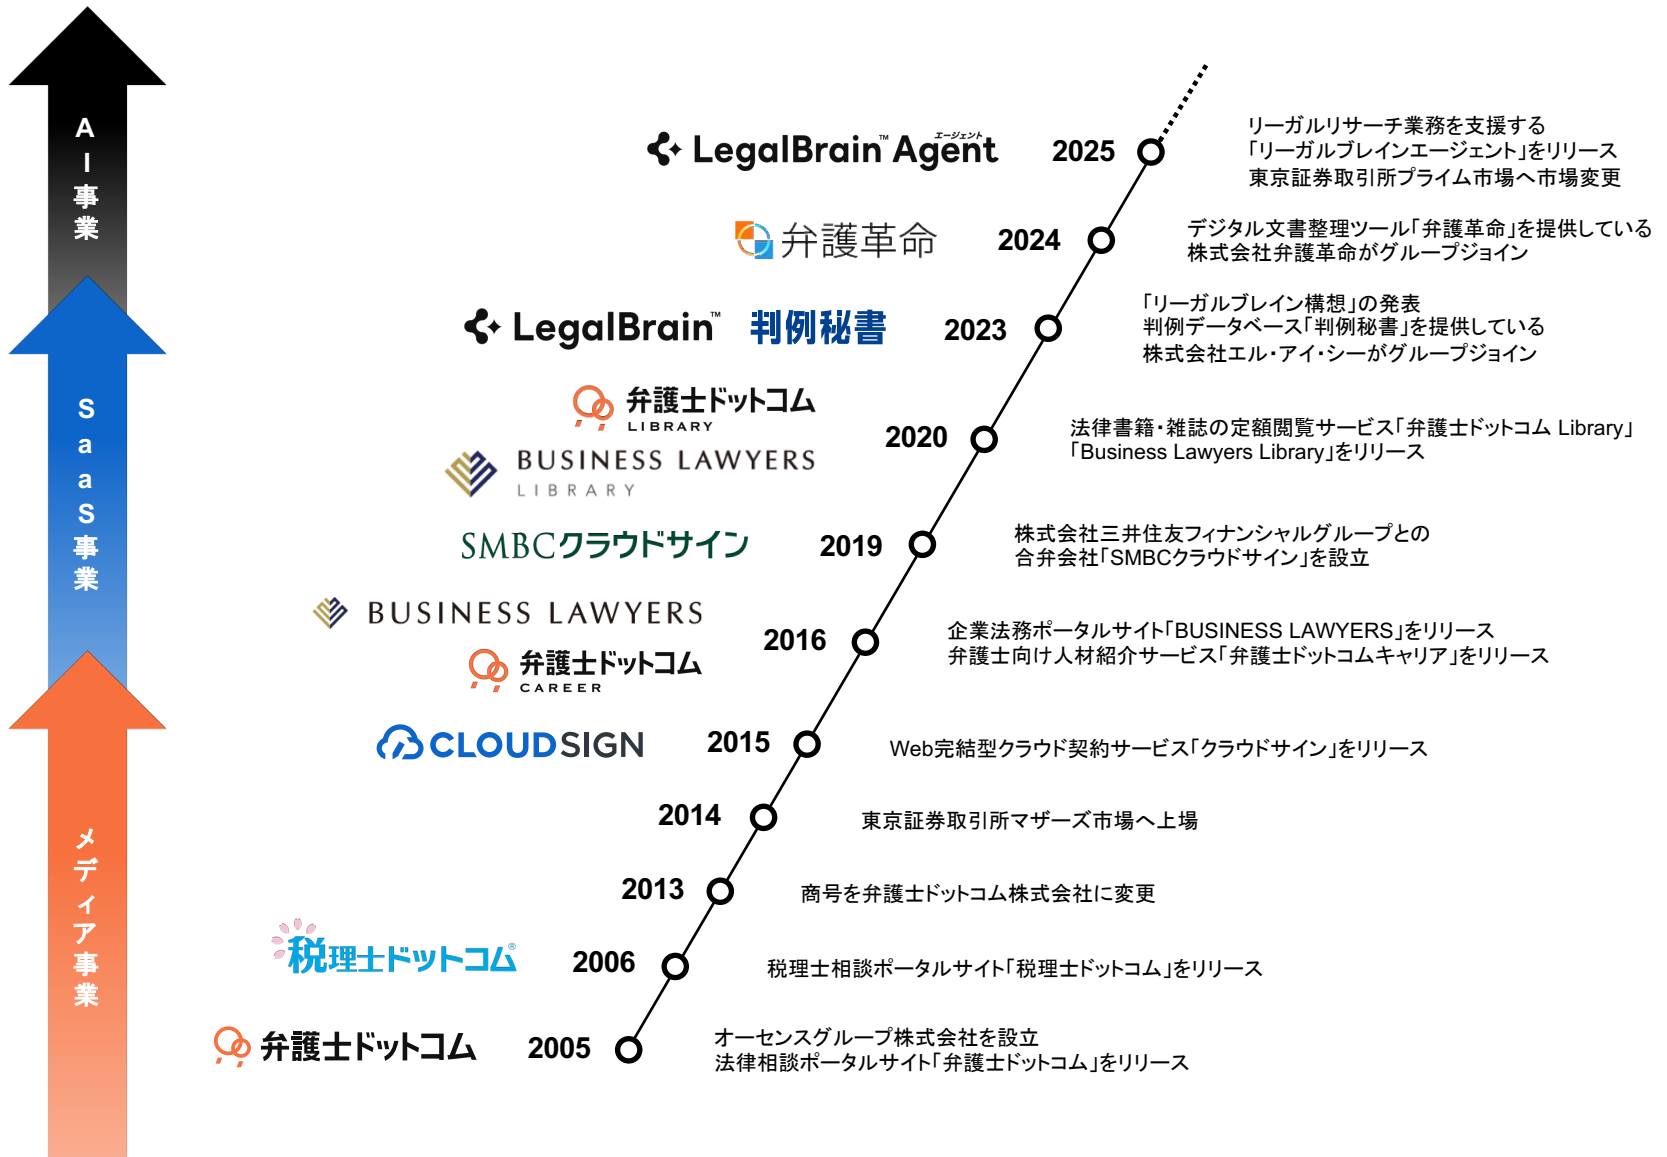 AI事業
SaaS事業
メディア事業
エージェント
LegalBrain™ Agent
2025
リーガルリサーチ業務を支援する
「リーガルブレインエージェント」をリリース
東京証券取引所プライム市場へ市場変更
弁護革命
2024
デジタル文書整理ツール「弁護革命」を提供している
株式会社弁護革命がグループジョイン
LegalBrain™ 判例秘書
2023
「リーガルブレイン構想」の発表
判例データベース「判例秘書」を提供している
株式会社エル・アイ・シーがグループジョイン
弁護士ドットコム
LIBRARY
BUSINESS LAWYERS
LIBRARY
2020
法律書籍・雑誌の定額閲覧サービス「弁護士ドットコム Library」
「Business Lawyers Library」をリリース
SMBCクラウドサイン
2019
株式会社三井住友フィナンシャルグループとの
合弁会社「SMBCクラウドサイン」を設立
BUSINESS LAWYERS
弁護士ドットコム
CAREER
2016
企業法務ポータルサイト「BUSINESS LAWYERS」をリリース
弁護士向け人材紹介サービス「弁護士ドットコムキャリア」をリリース
CLOUDSIGN
2015
Web完結型クラウド契約サービス「クラウドサイン」をリリース
2014
東京証券取引所マザーズ市場へ上場
2013
商号を弁護士ドットコム株式会社に変更
税理士ドットコム®
2006
税理士相談ポータルサイト「税理士ドットコム」をリリース
弁護士ドットコム
2005
オーセンスグループ株式会社を設立
法律相談ポータルサイト「弁護士ドットコム」をリリース